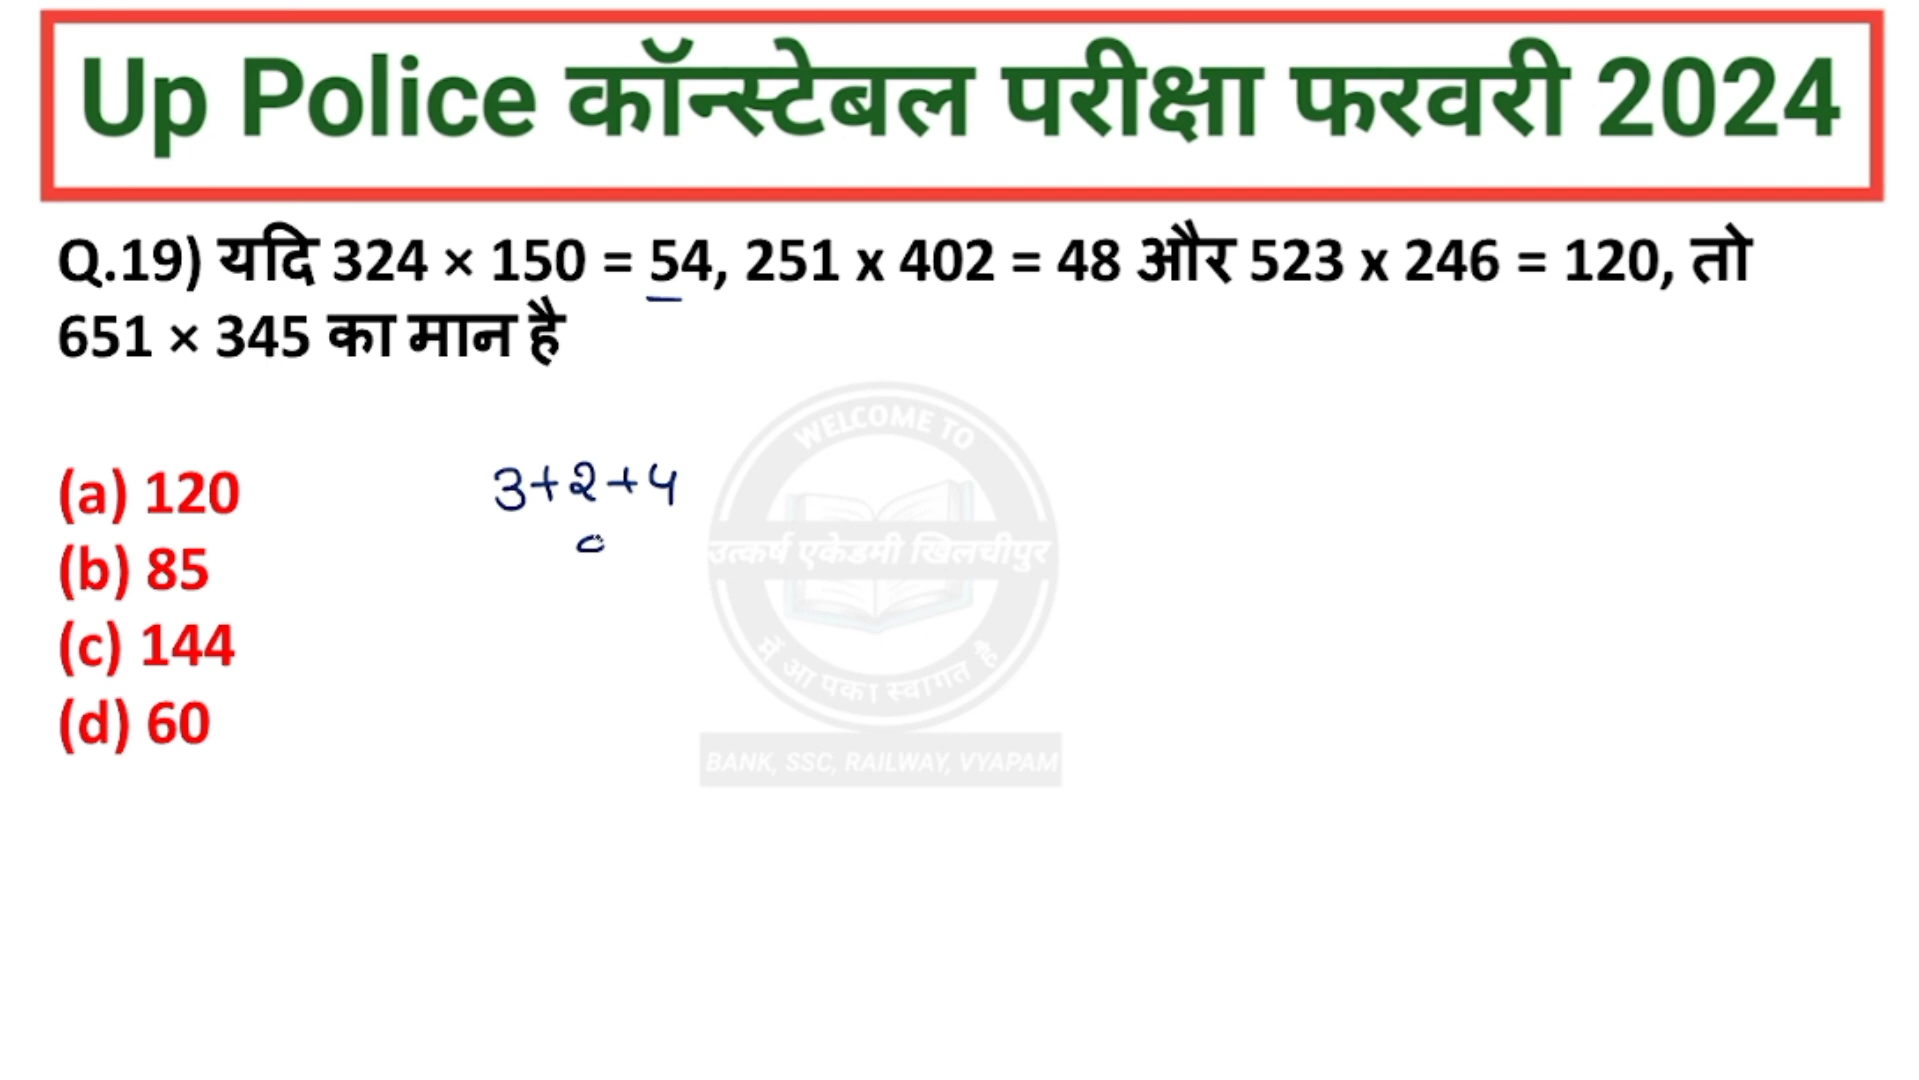 Up Police कॉन्स्टेबल परीक्षा फरवरी 2024
Q.19) यदि 324 × 150 = 54, 251 x 402 = 48 और 523 x 246 = 120, तो
651 × 345 का मान है
(a) 120
3+2+4
(b) 85
(c) 144
(d) 60
WELCOME TO
उत्कर्ष एकेडमी खिलचीपुर
में आपका स्वागत है
BANK, SSC, RAILWAY, VYAPAM